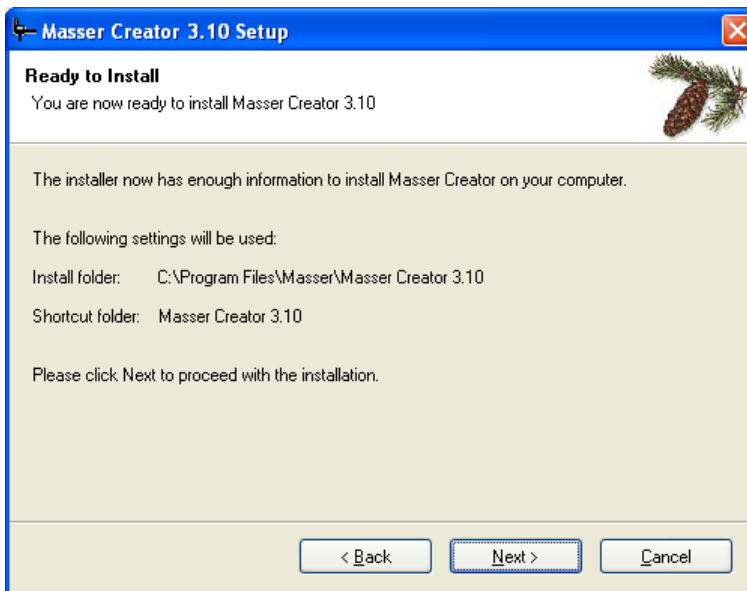 Masser Creator 3.10 Setup
Ready to Install
You are now ready to install Masser Creator 3.10
The installer now has enough information to install Masser Creator on your computer.
The following settings will be used:
Install folder: C:\Program Files\Masser\Masser Creator 3.10
Shortcut folder: Masser Creator 3.10
Please click Next to proceed with the installation.
< Back Next > Cancel